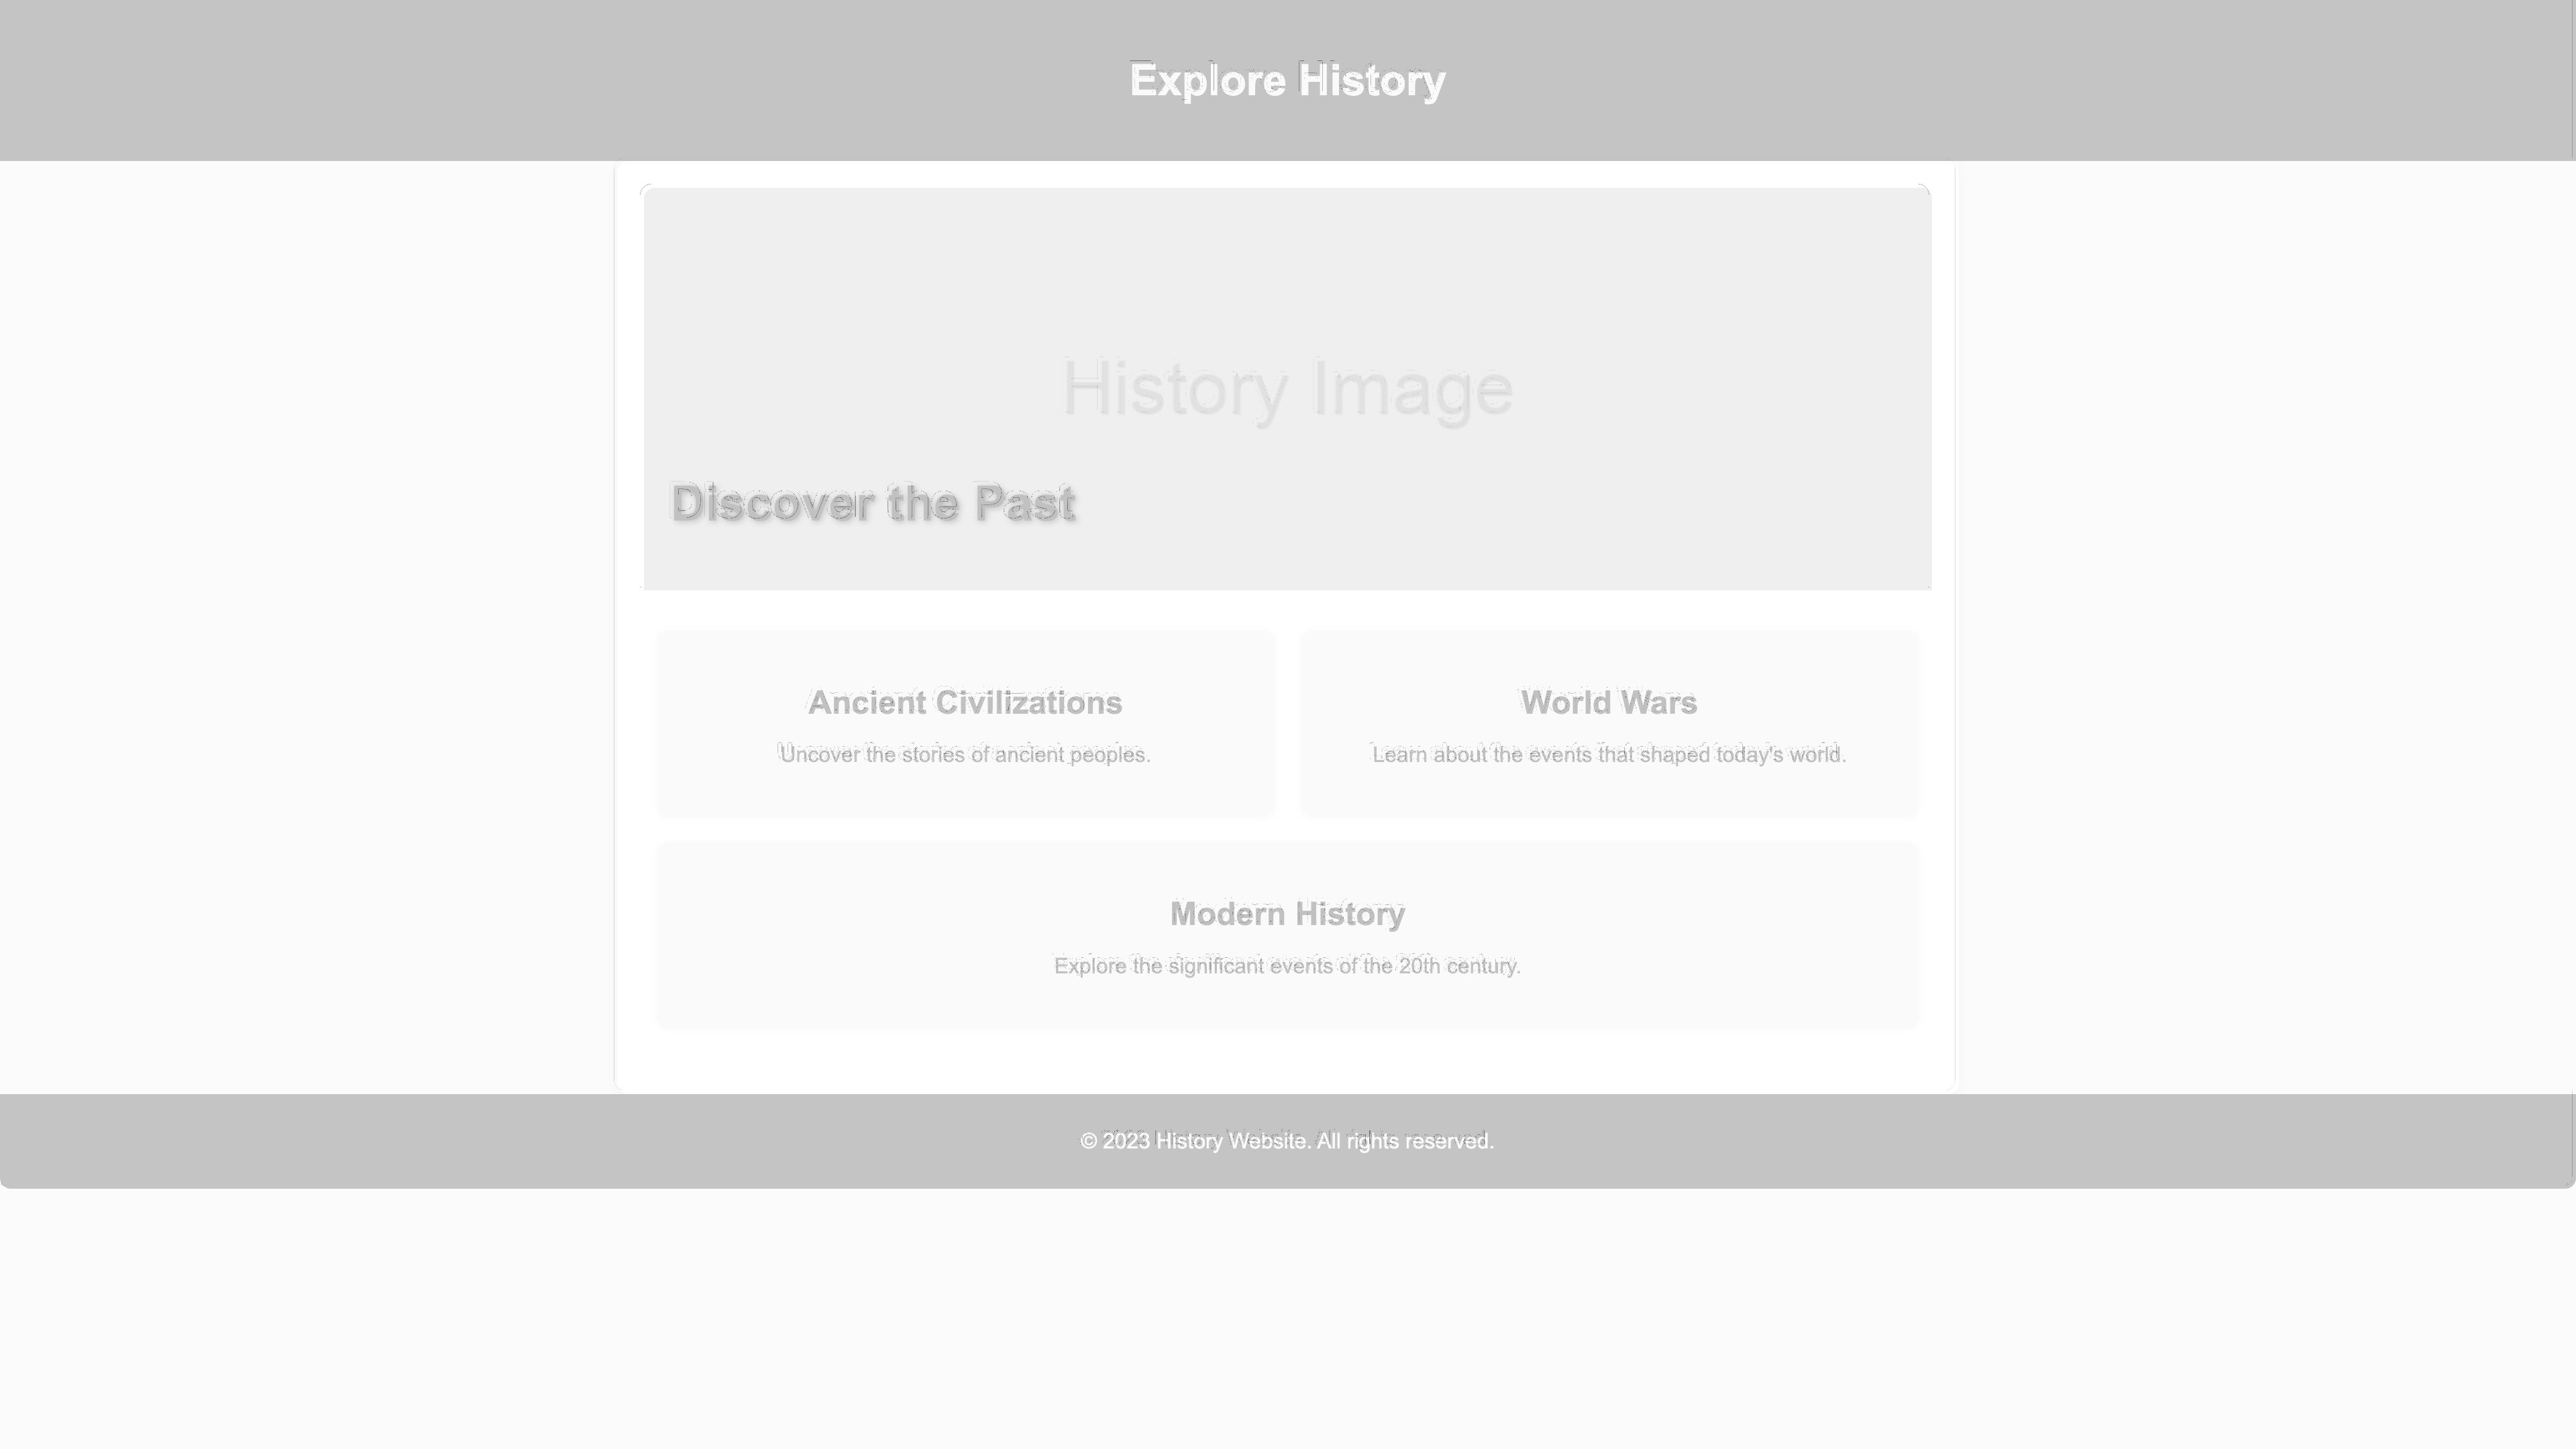 Explore History
History Image
Discover the Past
Ancient Civilizations
Uncover the stories of ancient peoples.
World Wars
Learn about the events that shaped today's world.
Modern History
Explore the significant events of the 20th century.
© 2023 History Website. All rights reserved.